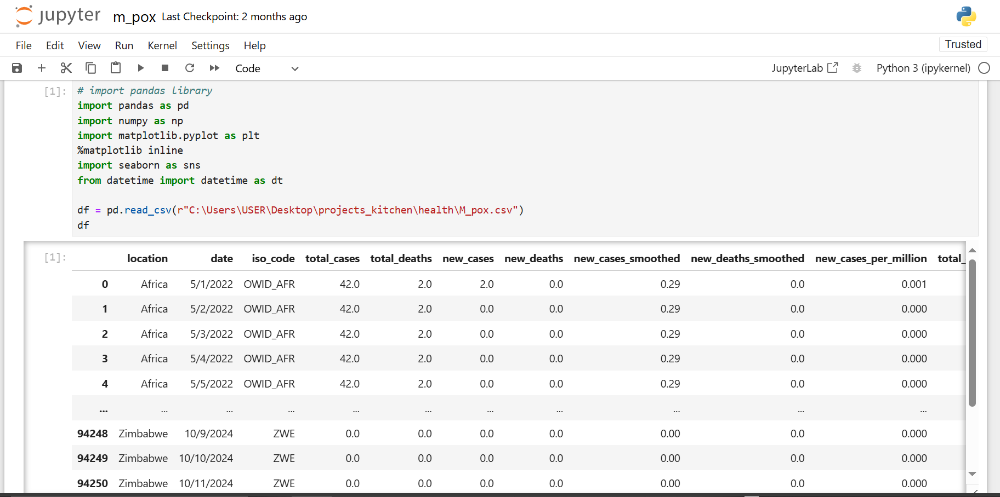 jupyter m_pox Last Checkpoint: 2 months ago
File Edit View Run Kernel Settings Help Trusted
Code JupyterLab Python 3 (ipykernel)
[1]: # import pandas library
import pandas as pd
import numpy as np
import matplotlib.pyplot as plt
%matplotlib inline
import seaborn as sns
from datetime import datetime as dt
df = pd.read_csv(r"C:\Users\USER\Desktop\projects_kitchen\health\M_pox.csv")
df
[1]: location date iso_code total_cases total_deaths new_cases new_deaths new_cases_smoothed new_deaths_smoothed new_cases_per_million total_
0 Africa 5/1/2022 OWID_AFR 42.0 2.0 2.0 0.0 0.29 0.0 0.001
1 Africa 5/2/2022 OWID_AFR 42.0 2.0 0.0 0.0 0.29 0.0 0.000
2 Africa 5/3/2022 OWID_AFR 42.0 2.0 0.0 0.0 0.29 0.0 0.000
3 Africa 5/4/2022 OWID_AFR 42.0 2.0 0.0 0.0 0.29 0.0 0.000
4 Africa 5/5/2022 OWID_AFR 42.0 2.0 0.0 0.0 0.29 0.0 0.000
... ... ... ... ... ... ... ... ... ... ...
94248 Zimbabwe 10/9/2024 ZWE 0.0 0.0 0.0 0.0 0.00 0.0 0.000
94249 Zimbabwe 10/10/2024 ZWE 0.0 0.0 0.0 0.0 0.00 0.0 0.000
94250 Zimbabwe 10/11/2024 ZWE 0.0 0.0 0.0 0.0 0.00 0.0 0.000